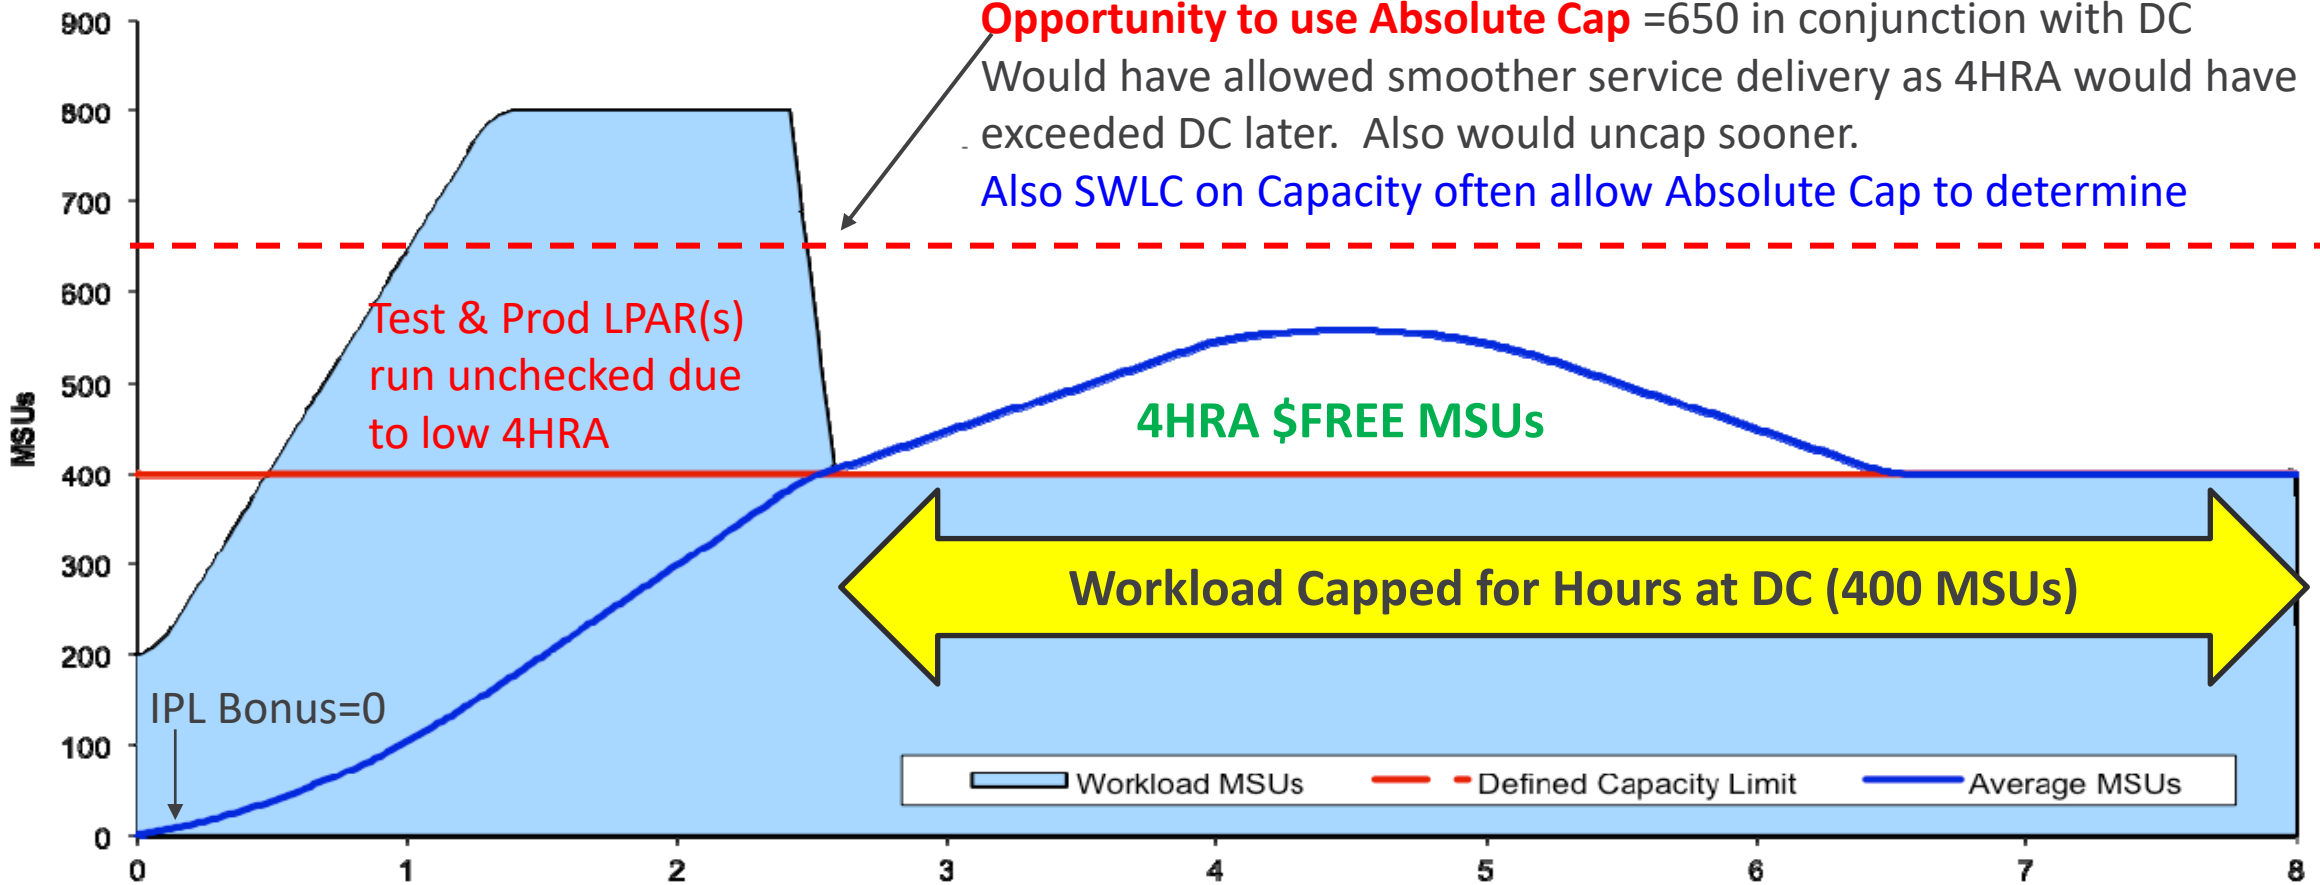 Opportunity to use Absolute Cap =650 in conjunction with DC
Would have allowed smoother service delivery as 4HRA would have
exceeded DC later. Also would uncap sooner.
Also SWLC on Capacity often allow Absolute Cap to determine
900
800
700
600
500
400
300
200
100
0
MSUs
Test & Prod LPAR(s)
run unchecked due
to low 4HRA
4HRA $FREE MSUs
Workload Capped for Hours at DC (400 MSUs)
IPL Bonus=0
Workload MSUs
Defined Capacity Limit
Average MSUs
0 1 2 3 4 5 6 7 8